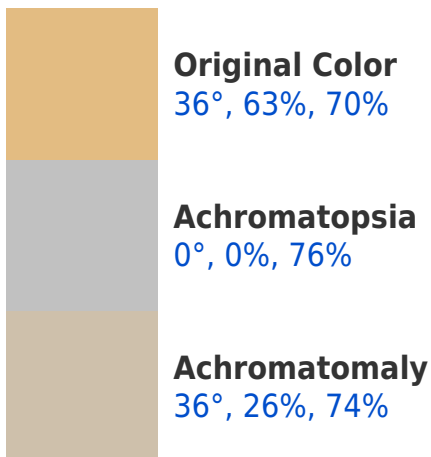 Original Color
36°, 63%, 70%
Achromatopsia
0°, 0%, 76%
Achromatomaly
36°, 26%, 74%